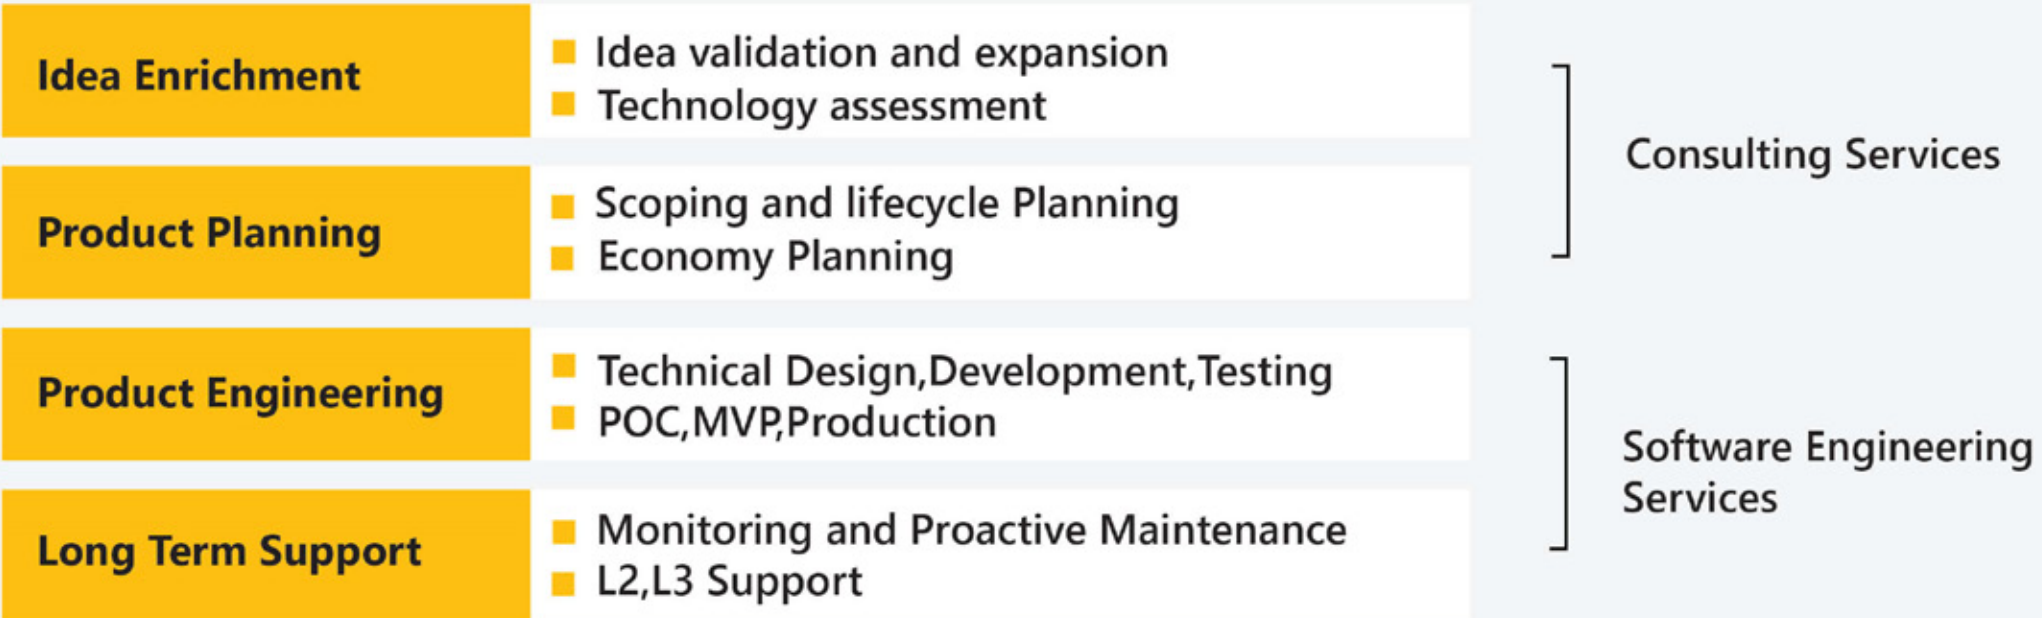 Idea Enrichment
Idea validation and expansion
Technology assessment
Consulting Services
Product Planning
Scoping and lifecycle Planning
Economy Planning
Product Engineering
Technical Design,Development,Testing
POC,MVP,Production
Software Engineering
Services
Long Term Support
Monitoring and Proactive Maintenance
L2,L3 Support